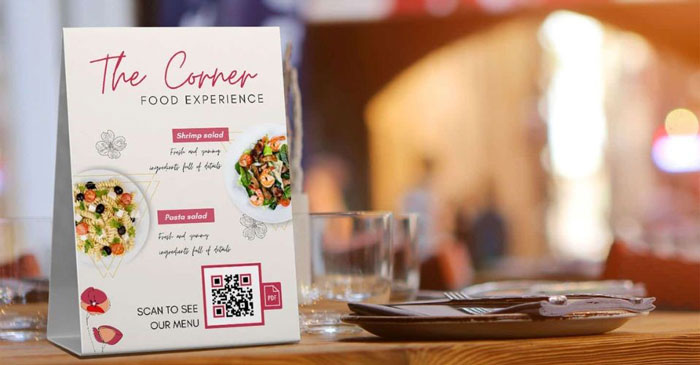 The Corner
FOOD EXPERIENCE
Shrimp salad
Fresh and yummy
ingredients full of details
Pasta salad
Fresh and yummy
ingredients full of details
SCAN TO SEE
OUR MENU
PDF